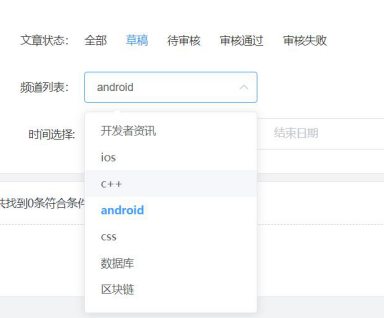 文章状态： 全部 草稿 待审核 审核通过 审核失败
频道列表： android
时间选择： 结束日期
开发者资讯
ios
c++
android
css
数据库
区块链
共找到0条符合条件